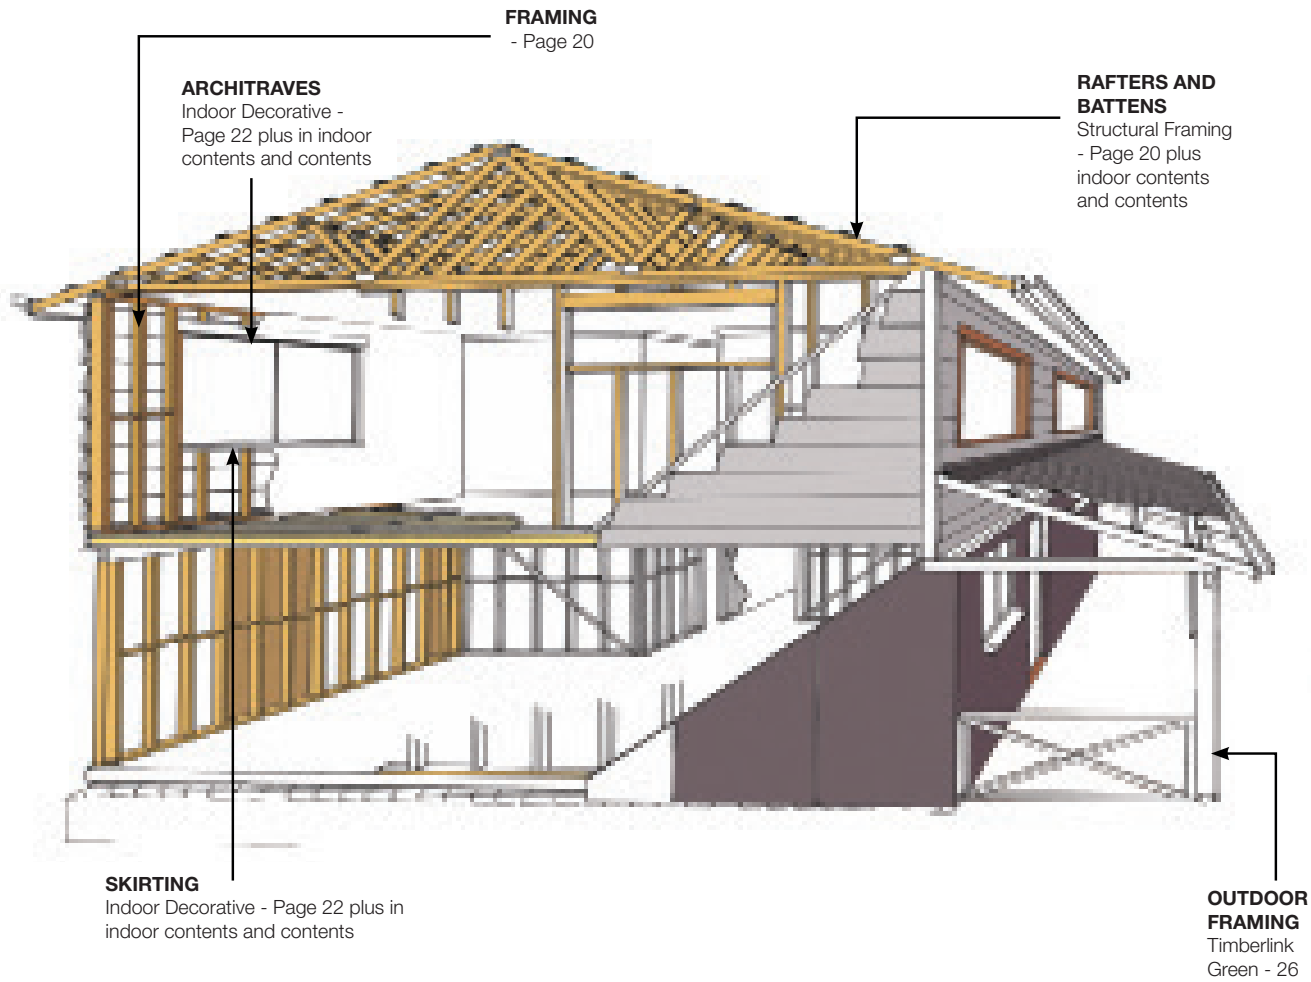 FRAMING
- Page 20
ARCHITRAVES
Indoor Decorative -
Page 22 plus in indoor
contents and contents
RAFTERS AND
BATTENS
Structural Framing
- Page 20 plus
indoor contents
and contents
SKIRTING
Indoor Decorative - Page 22 plus in
indoor contents and contents
OUTDOOR
FRAMING
Timberlink
Green - 26